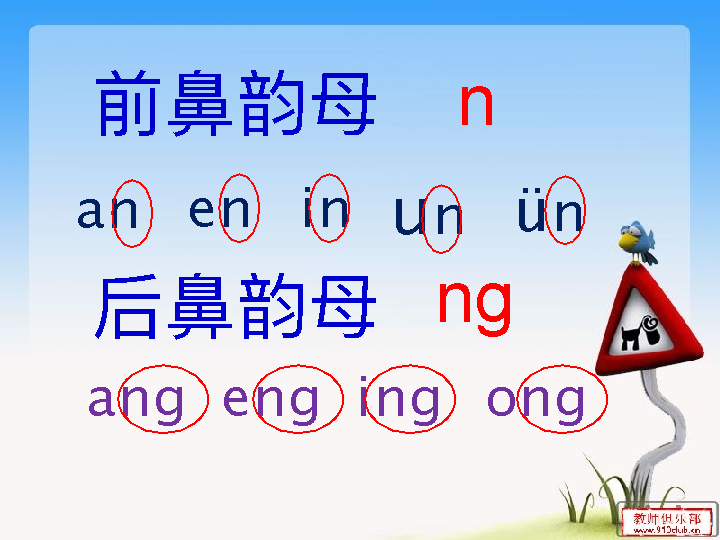 前鼻韵母 n
an en in un ün
后鼻韵母 ng
ang eng ing ong
教师俱乐部
www.910club.cn